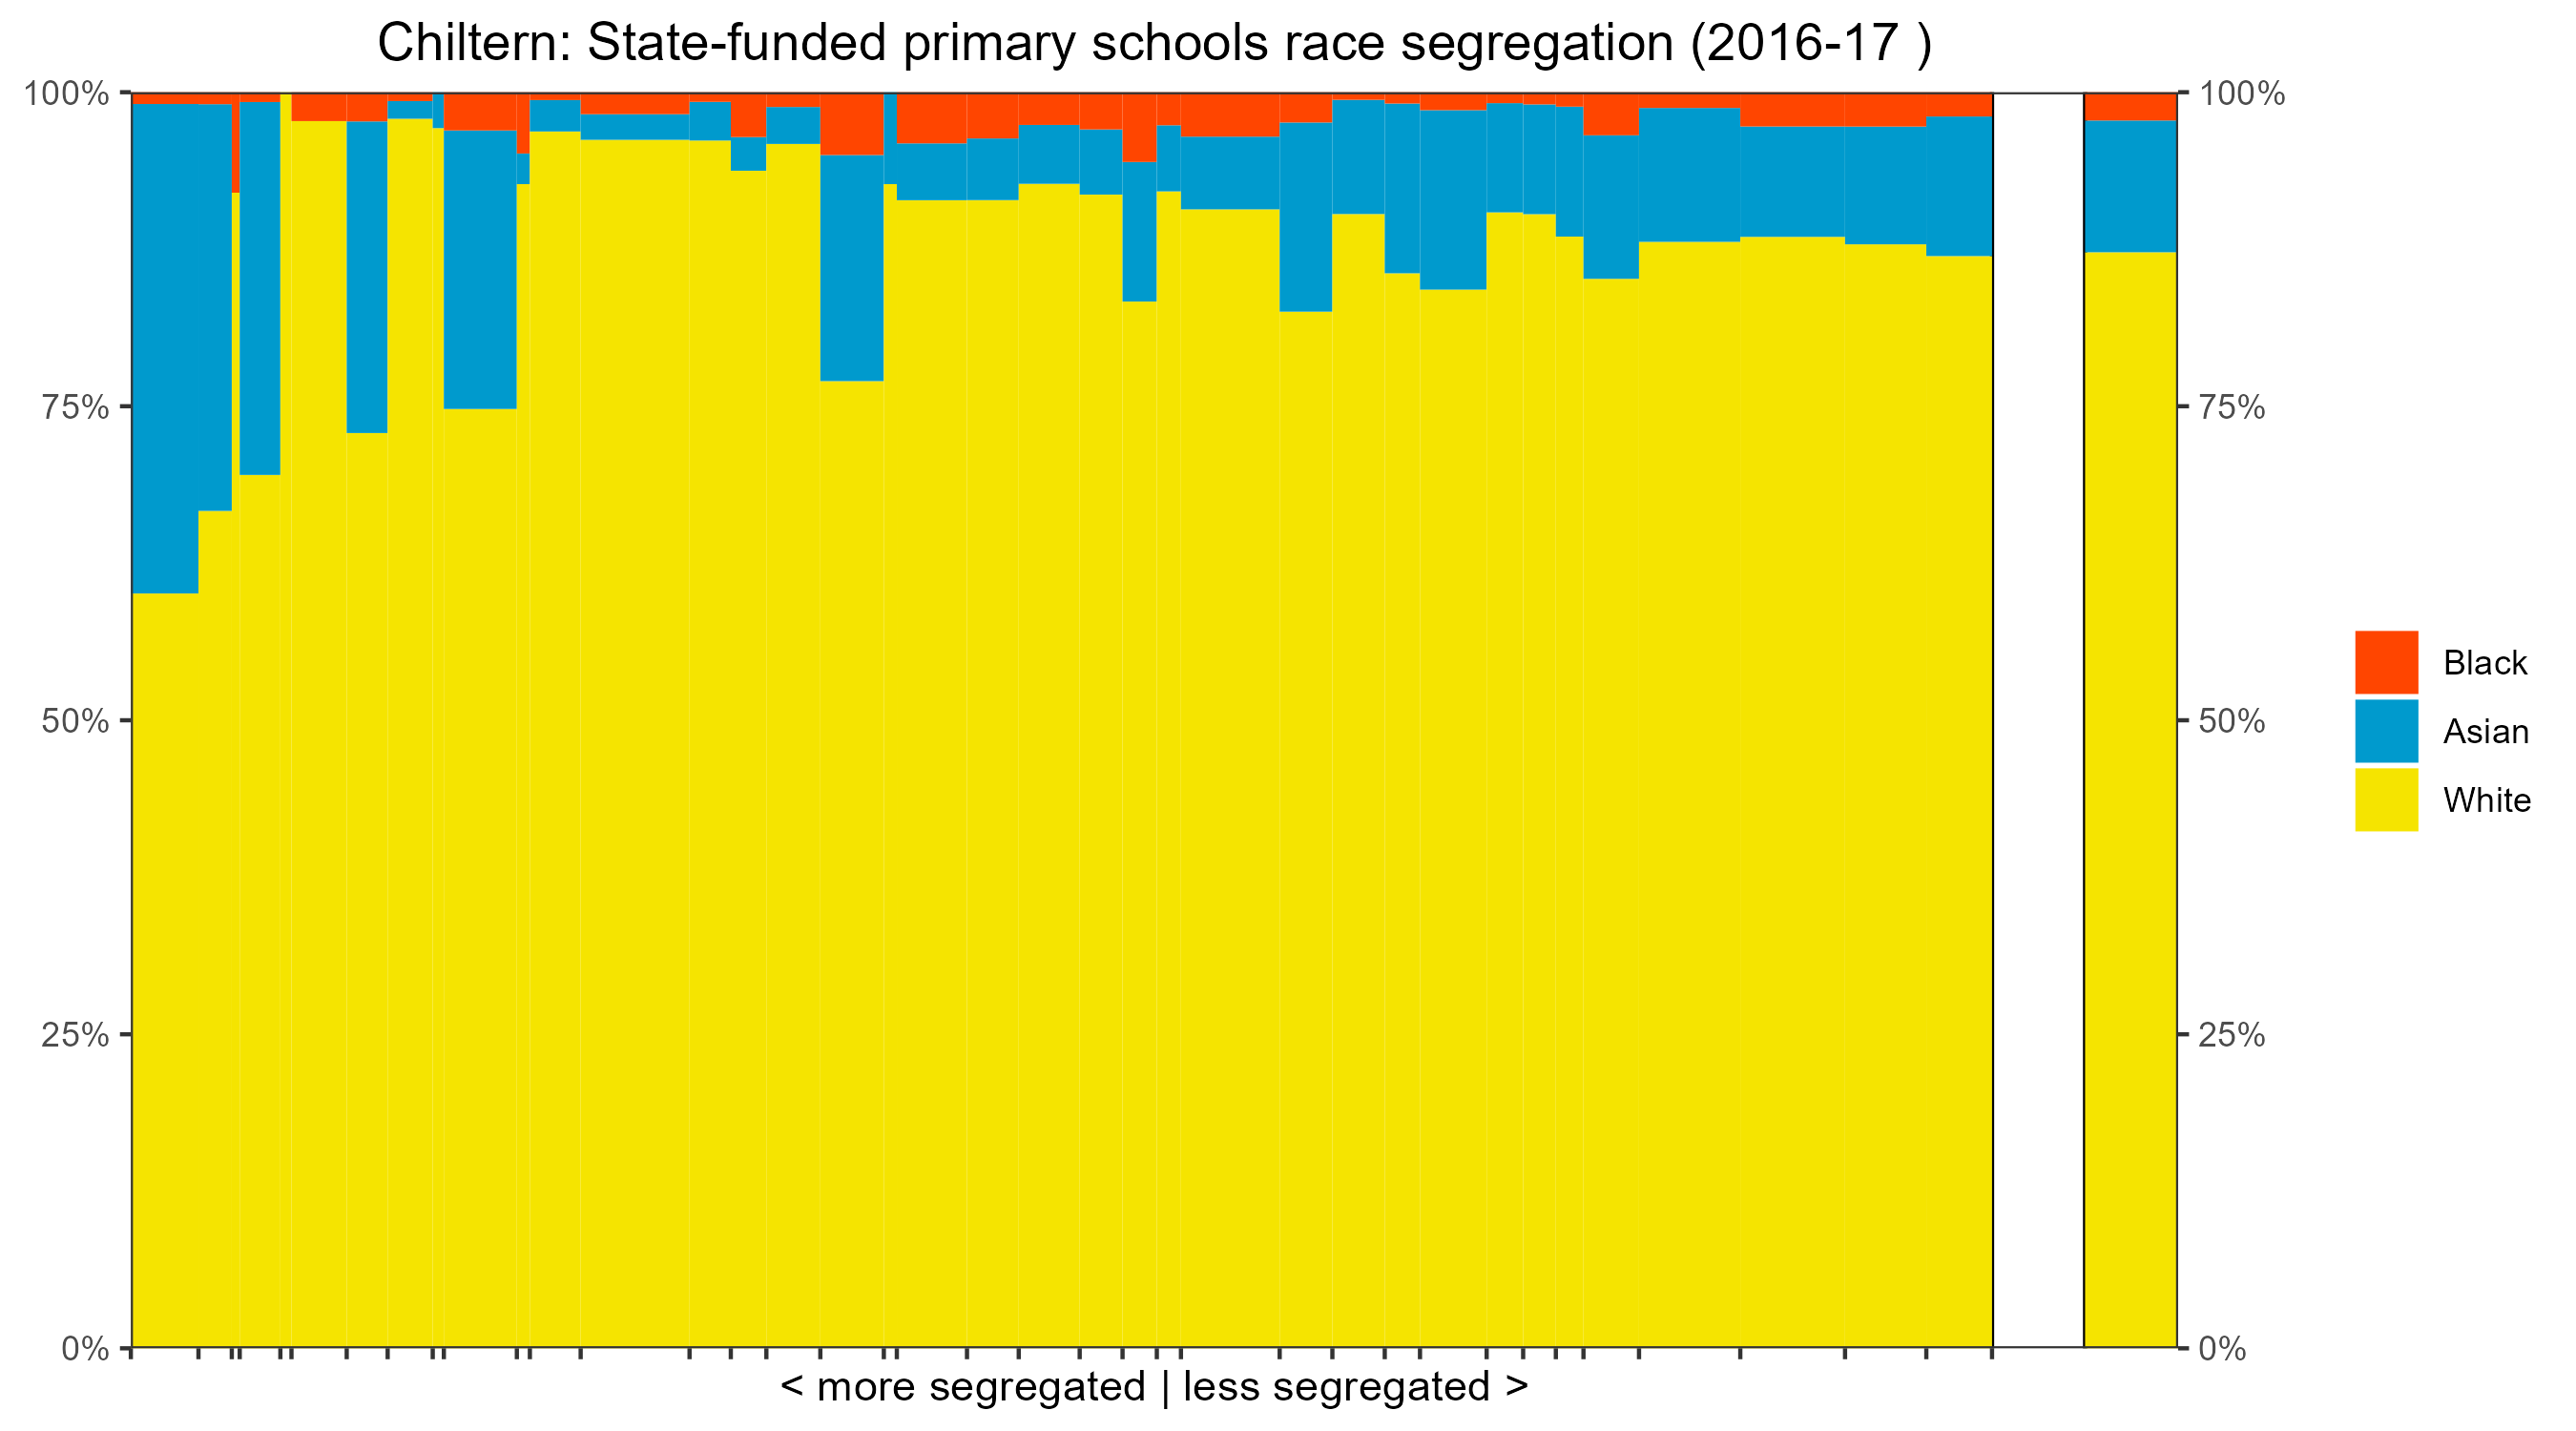 Chiltern: State-funded primary schools race segregation (2016-17 )
100%
100%
75%
75%
50%
50%
25%
25%
0%
0%
Black
Asian
White
< more segregated | less segregated >